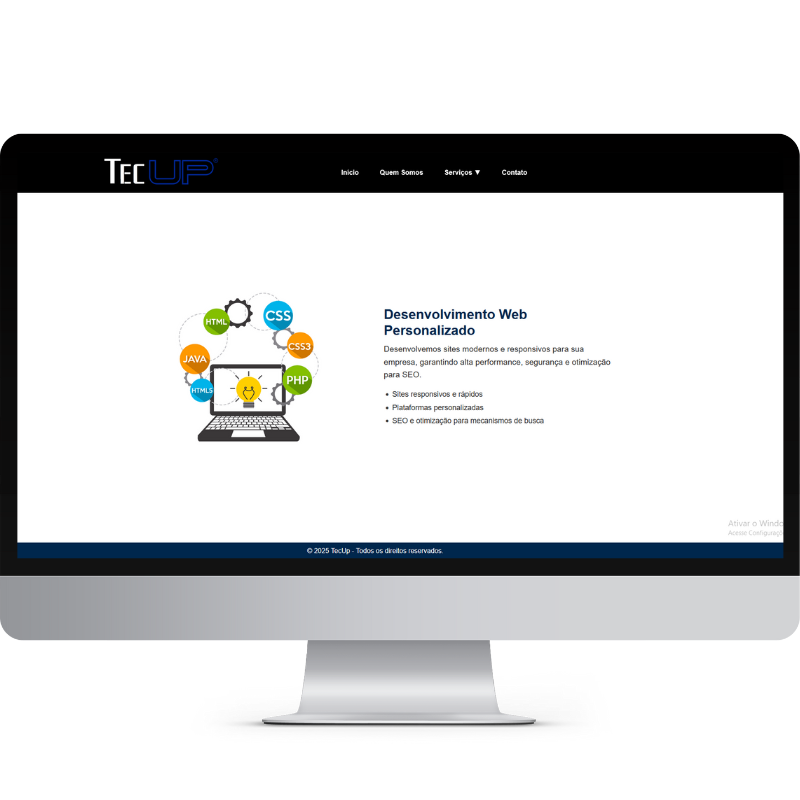 TECUP®
Início
Quem Somos
Serviços ▼
Contato
HTML
CSS
CSS3
JAVA
PHP
HTML5
Desenvolvimento Web
Personalizado
Desenvolvemos sites modernos e responsivos para sua
empresa, garantindo alta performance, segurança e otimização
para SEO.
• Sites responsivos e rápidos
• Plataformas personalizadas
• SEO e otimização para mecanismos de busca
Ativar o Windo
Acesse Configuraçõ
© 2025 TecUp - Todos os direitos reservados.